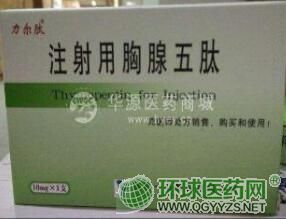 力尔肽
注射用胸腺五肽
Thymopentin for Injection
华源医药商城
凭医师处方销售、购买和使用!
10mg×1支
环球医药网
WWW.QGYYZS.NET